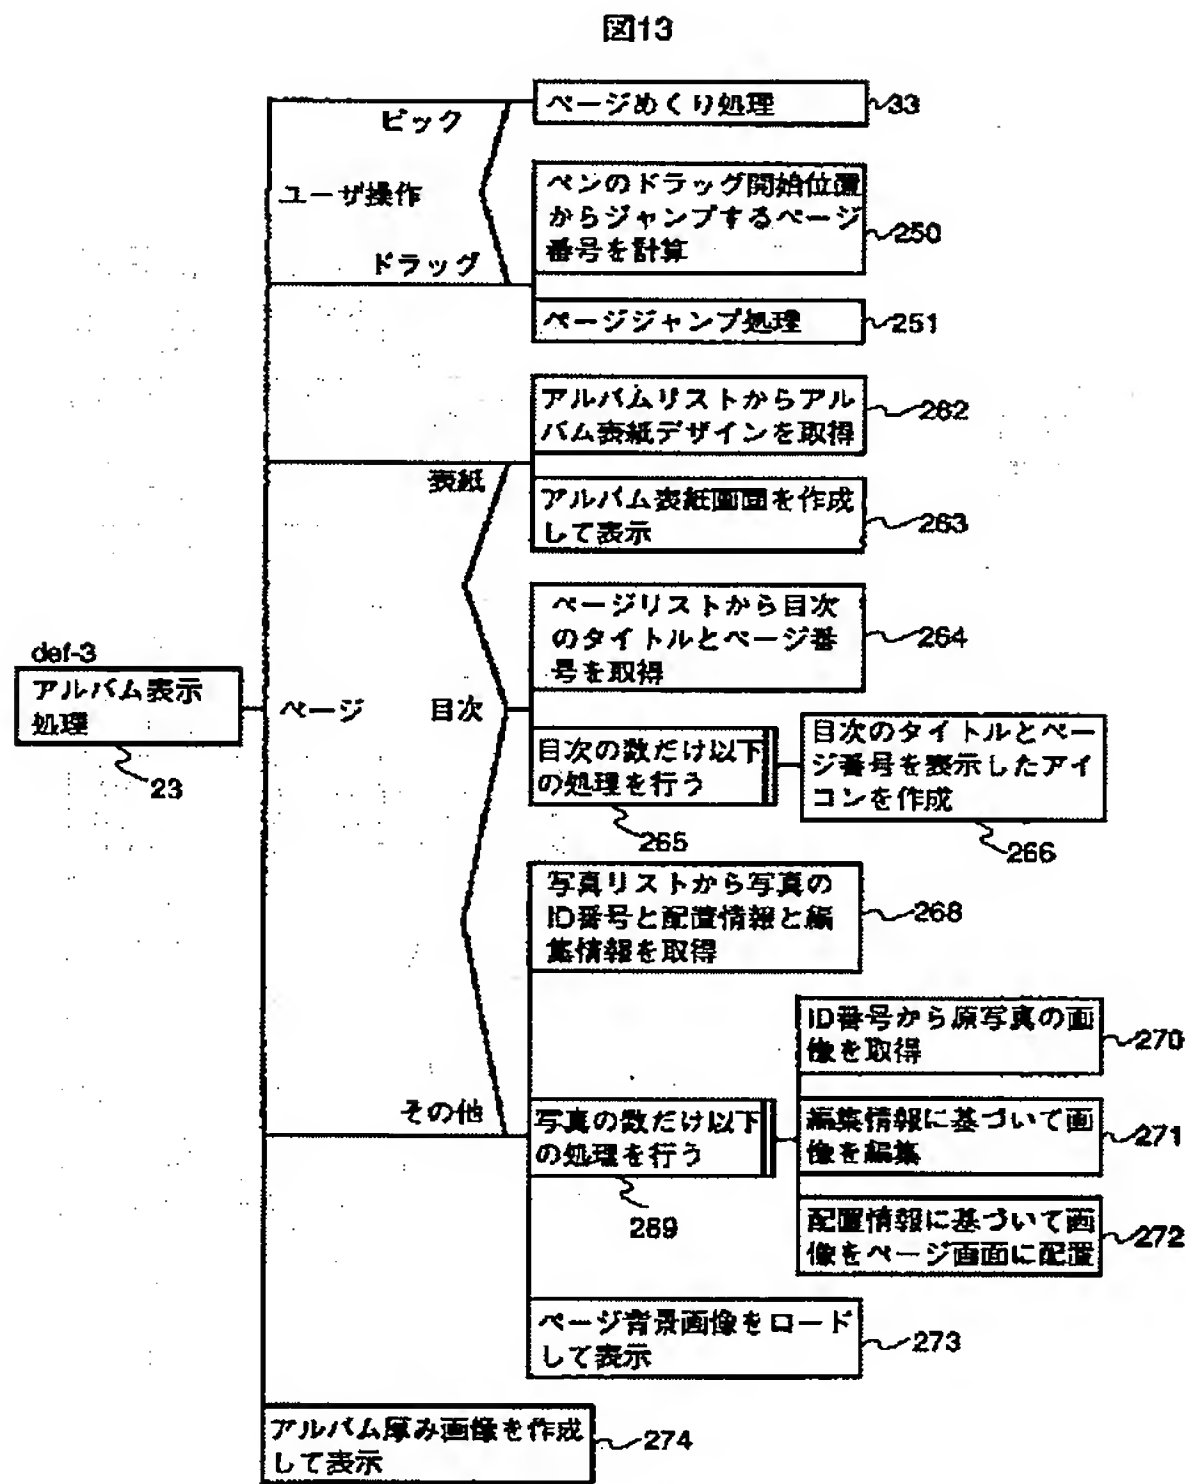 図13
ページめくり処理
33
ピック
ユーザ操作
ペンのドラッグ開始位置
からジャンプするページ
番号を計算
250
ドラッグ
ページジャンプ処理
251
アルバムリストからアル
バム表紙デザインを取得
262
表紙
アルバム表紙画面を作成
して表示
263
ページリストから目次
のタイトルとページ番
号を取得
264
def-3
アルバム表示
処理
23
ページ
目次
目次の数だけ以下
の処理を行う
265
目次のタイトルとペー
ジ番号を表示したアイ
コンを作成
266
写真リストから写真の
ID番号と配置情報と編
集情報を取得
268
ID番号から原写真の画
像を取得
270
その他
写真の数だけ以下
の処理を行う
269
編集情報に基づいて画
像を編集
271
配置情報に基づいて画
像をページ画面に配置
272
ページ背景画像をロード
して表示
273
アルバム厚み画像を作成
して表示
274